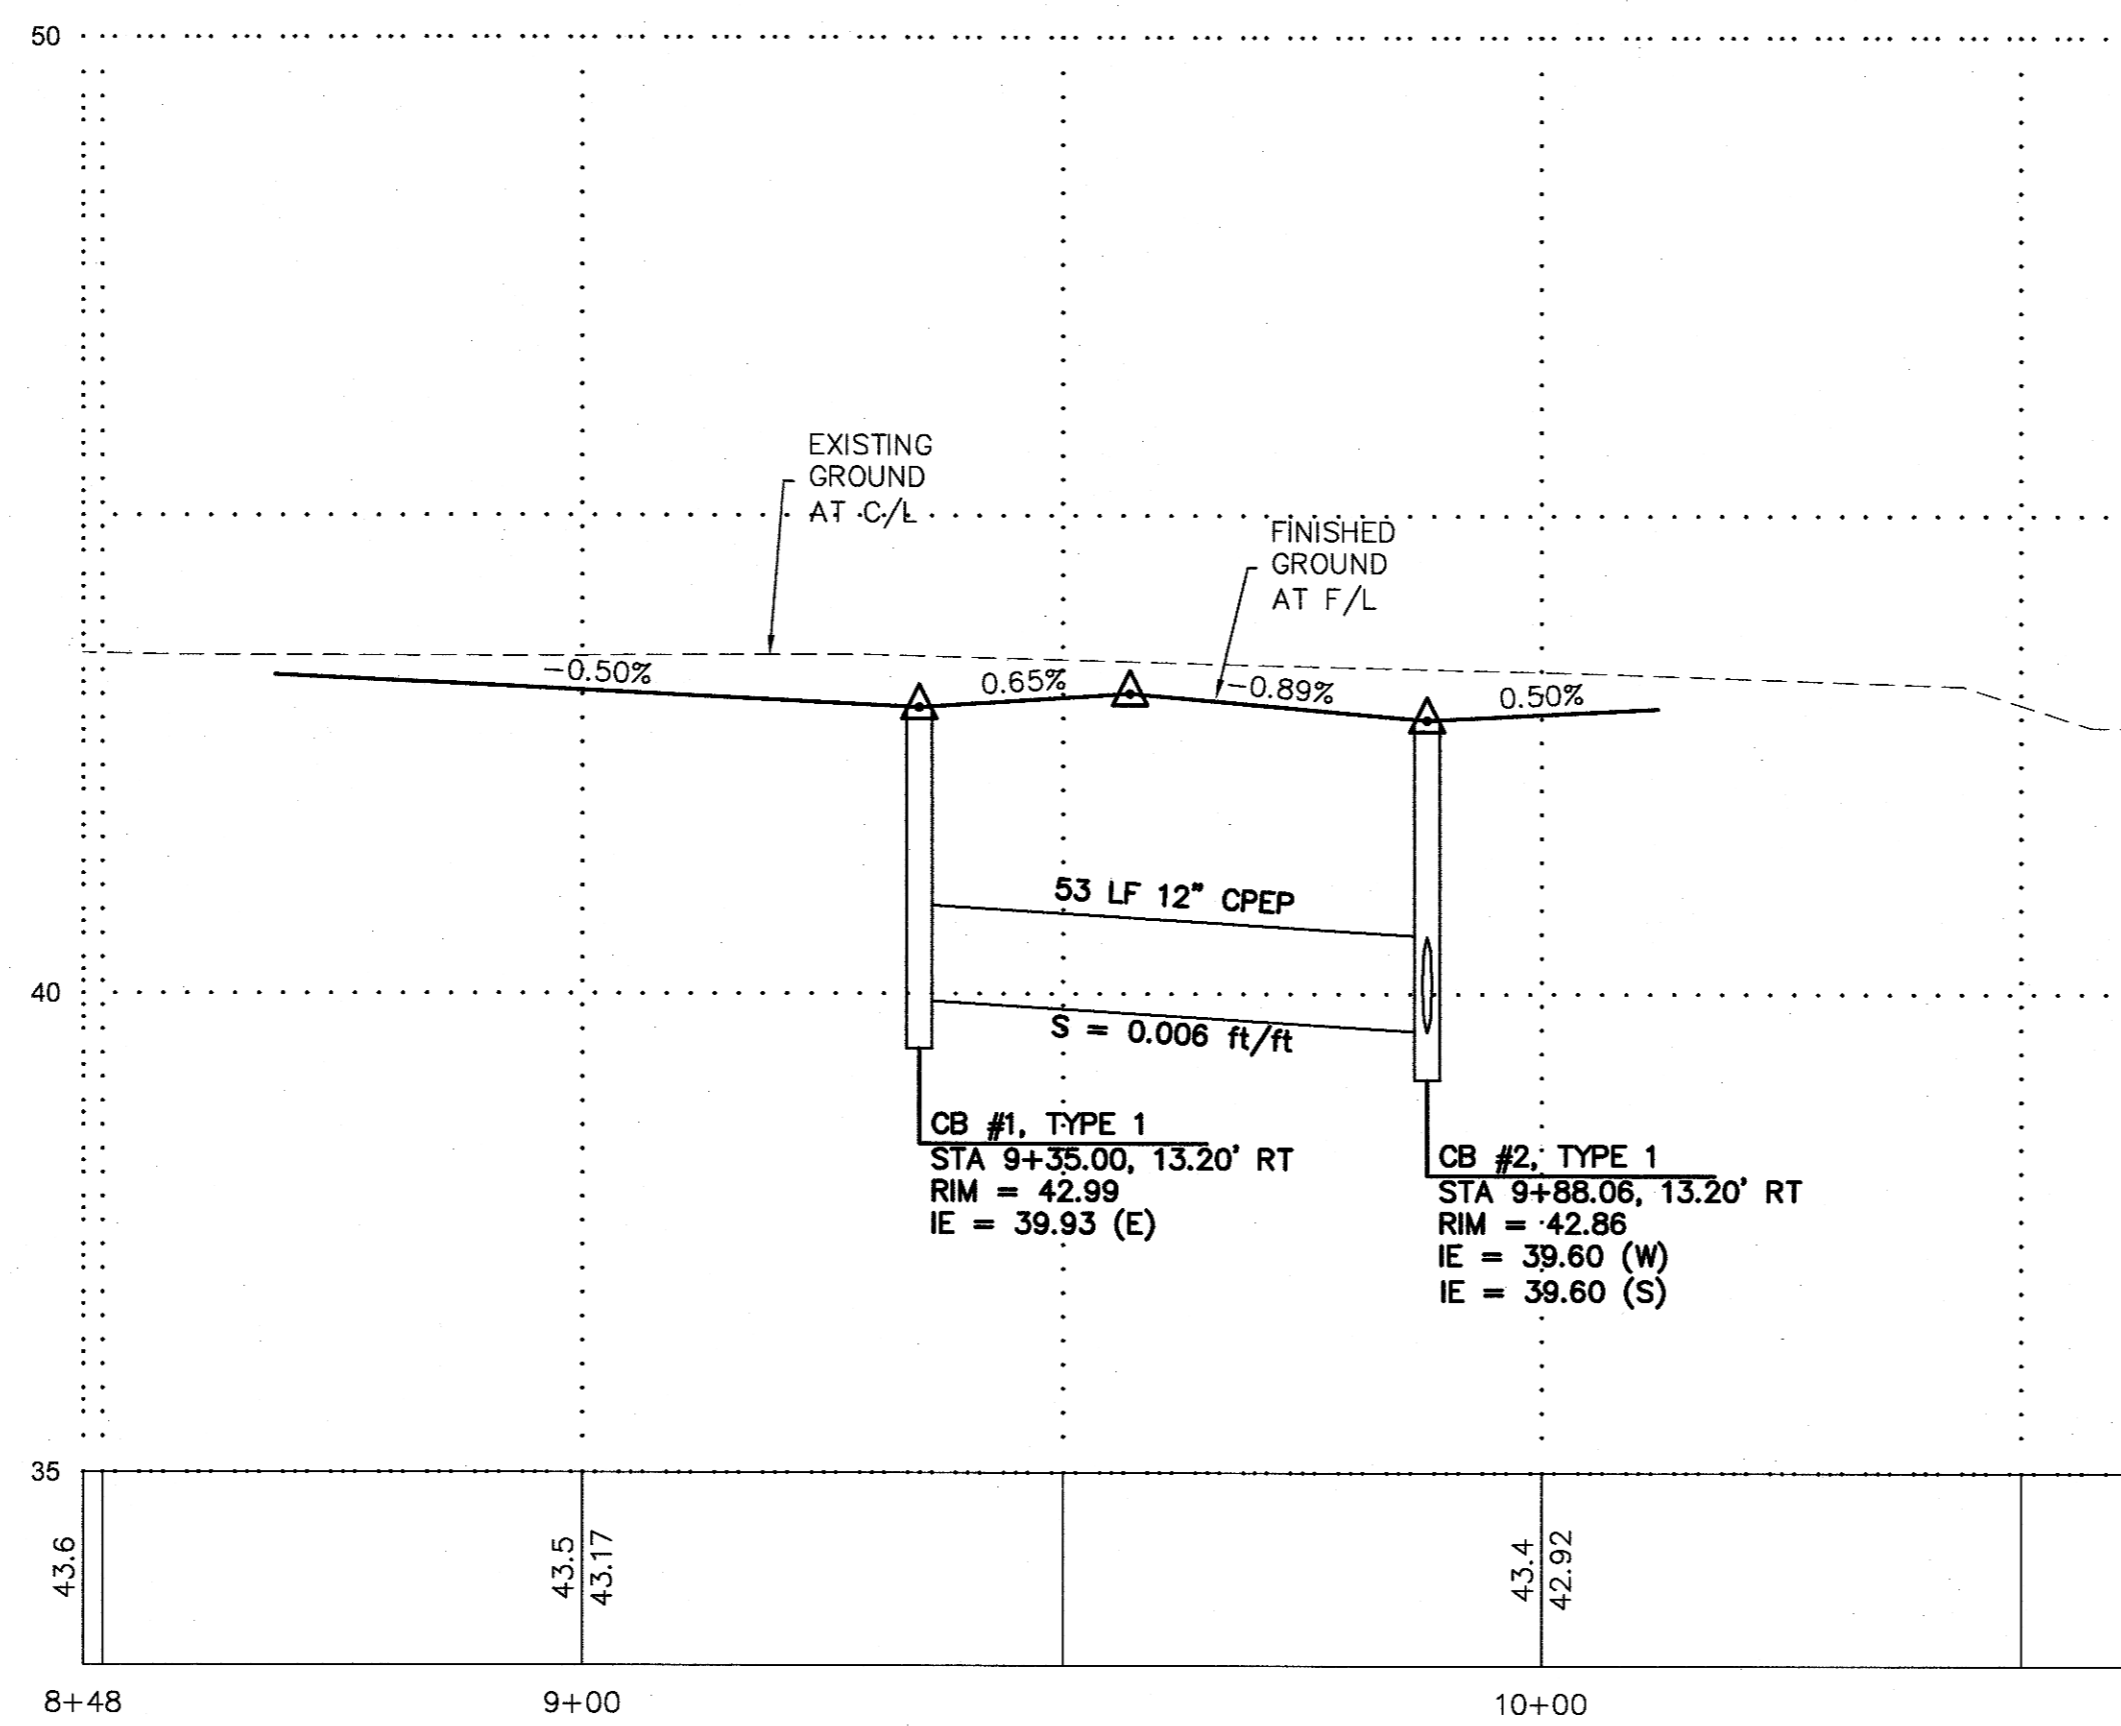 50
EXISTING
GROUND
AT C/L
FINISHED
GROUND
AT F/L
-0.50%
0.65%
-0.89%
0.50%
53 LF 12" CPEP
40
S = 0.006 ft/ft
CB #1, TYPE 1
STA 9+35.00, 13.20' RT
RIM = 42.99
IE = 39.93 (E)
CB #2, TYPE 1
STA 9+88.06, 13.20' RT
RIM = 42.86
IE = 39.60 (W)
IE = 39.60 (S)
35
43.6
43.5
43.17
43.4
42.92
8+48
9+00
10+00